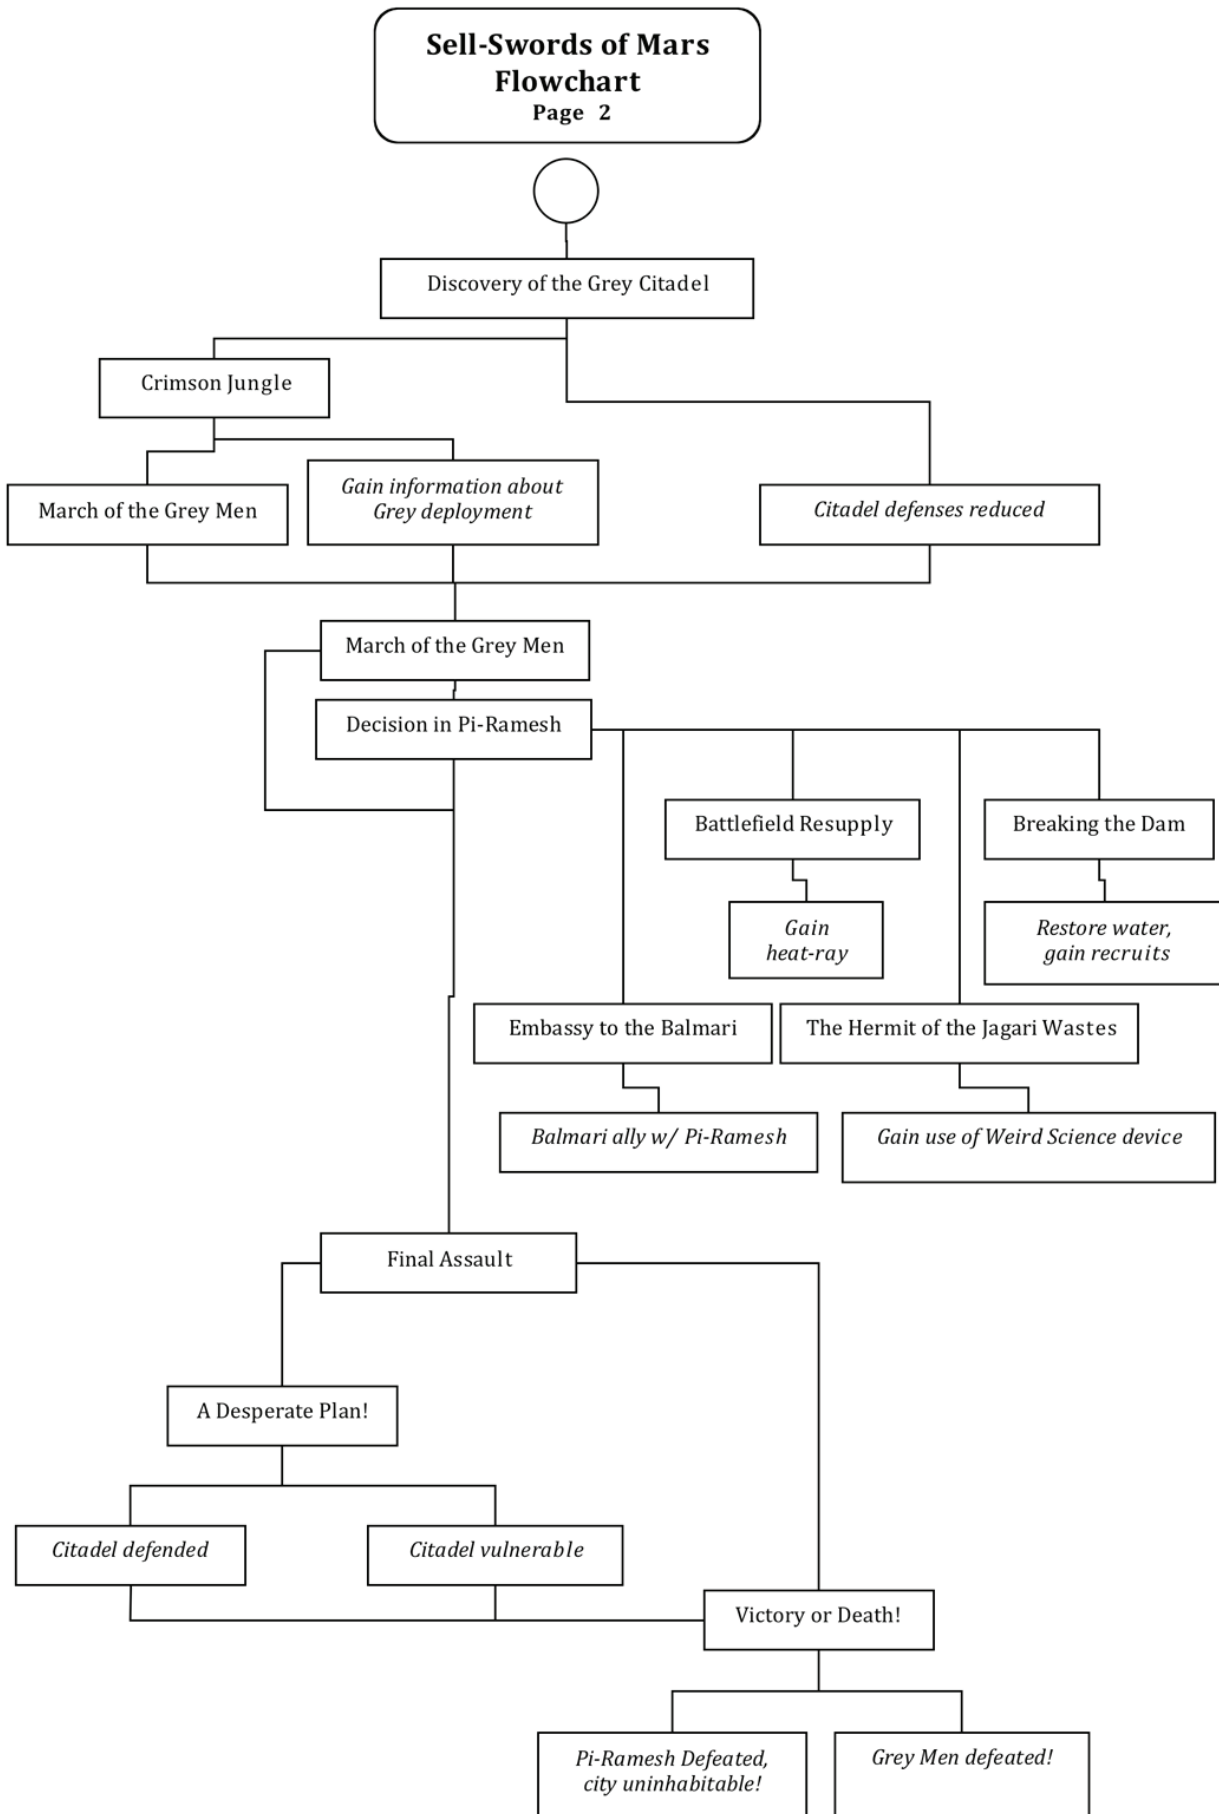 Sell-Swords of Mars
Flowchart
Page 2
Discovery of the Grey Citadel
Crimson Jungle
March of the Grey Men
Gain information about
Grey deployment
Citadel defenses reduced
March of the Grey Men
Decision in Pi-Ramesh
Battlefield Resupply
Breaking the Dam
Gain
heat-ray
Restore water,
gain recruits
Embassy to the Balmari
The Hermit of the Jagari Wastes
Balmari ally w/ Pi-Ramesh
Gain use of Weird Science device
Final Assault
A Desperate Plan!
Citadel defended
Citadel vulnerable
Victory or Death!
Pi-Ramesh Defeated,
city uninhabitable!
Grey Men defeated!